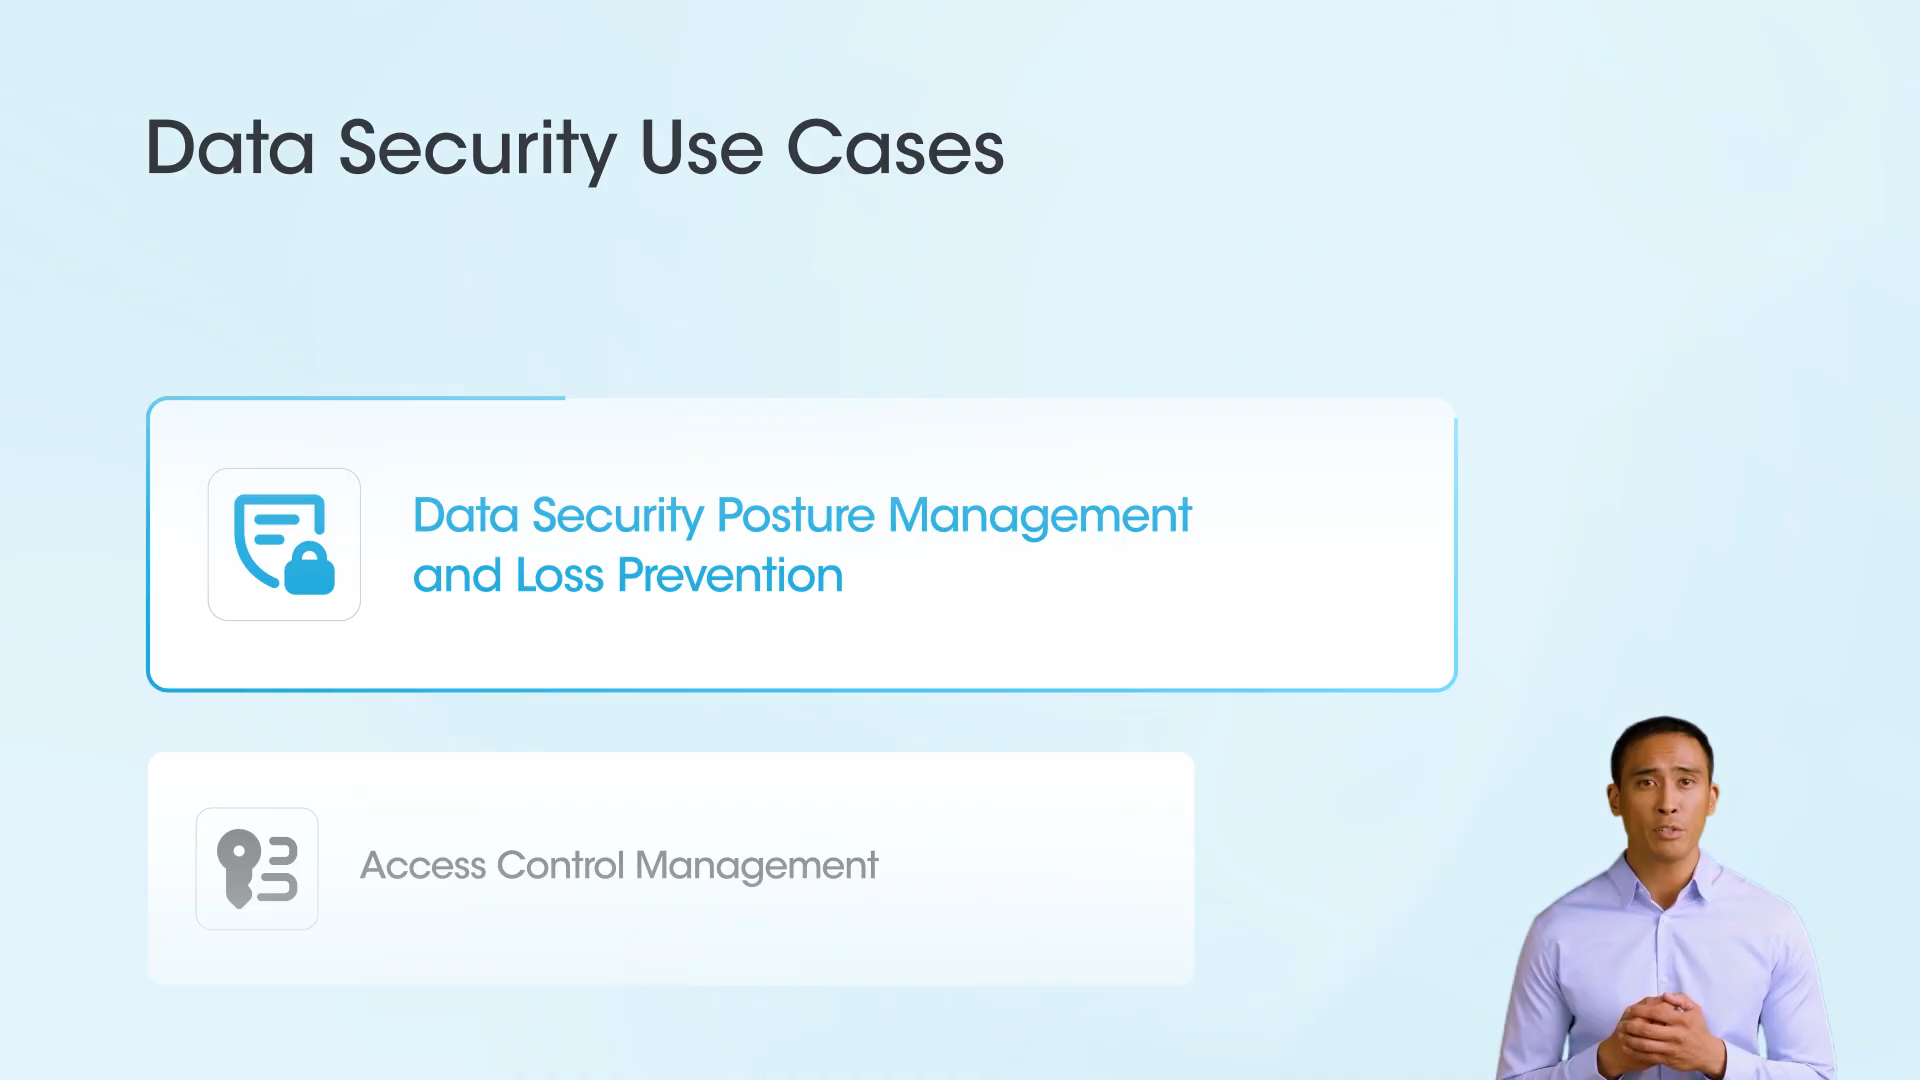 Data Security Use Cases
Data Security Posture Management
and Loss Prevention
Access Control Management